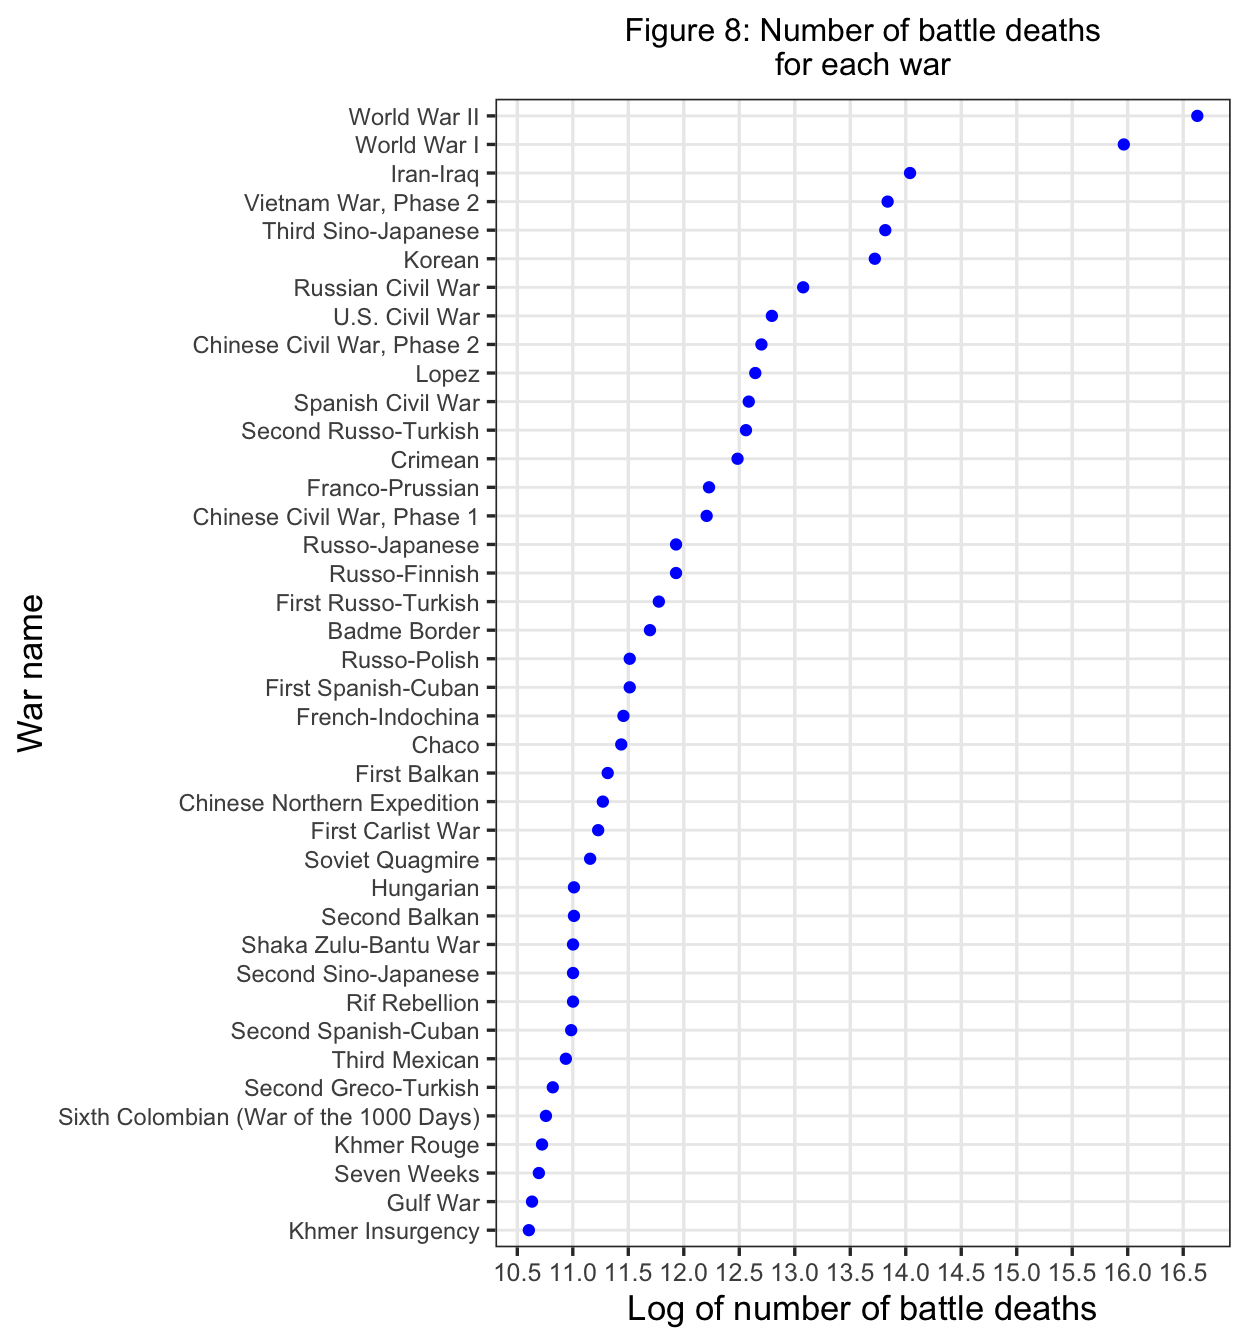 Figure 8: Number of battle deaths
for each war
World War II
World War I
Iran-Iraq
Vietnam War, Phase 2
Third Sino-Japanese
Korean
Russian Civil War
U.S. Civil War
Chinese Civil War, Phase 2
Lopez
Spanish Civil War
Second Russo-Turkish
Crimean
Franco-Prussian
Chinese Civil War, Phase 1
Russo-Japanese
Russo-Finnish
First Russo-Turkish
Badme Border
Russo-Polish
First Spanish-Cuban
French-Indochina
Chaco
First Balkan
Chinese Northern Expedition
First Carlist War
Soviet Quagmire
Hungarian
Second Balkan
Shaka Zulu-Bantu War
Second Sino-Japanese
Rif Rebellion
Second Spanish-Cuban
Third Mexican
Second Greco-Turkish
Sixth Colombian (War of the 1000 Days)
Khmer Rouge
Seven Weeks
Gulf War
Khmer Insurgency
War name
10.5 11.0 11.5 12.0 12.5 13.0 13.5 14.0 14.5 15.0 15.5 16.0 16.5
Log of number of battle deaths